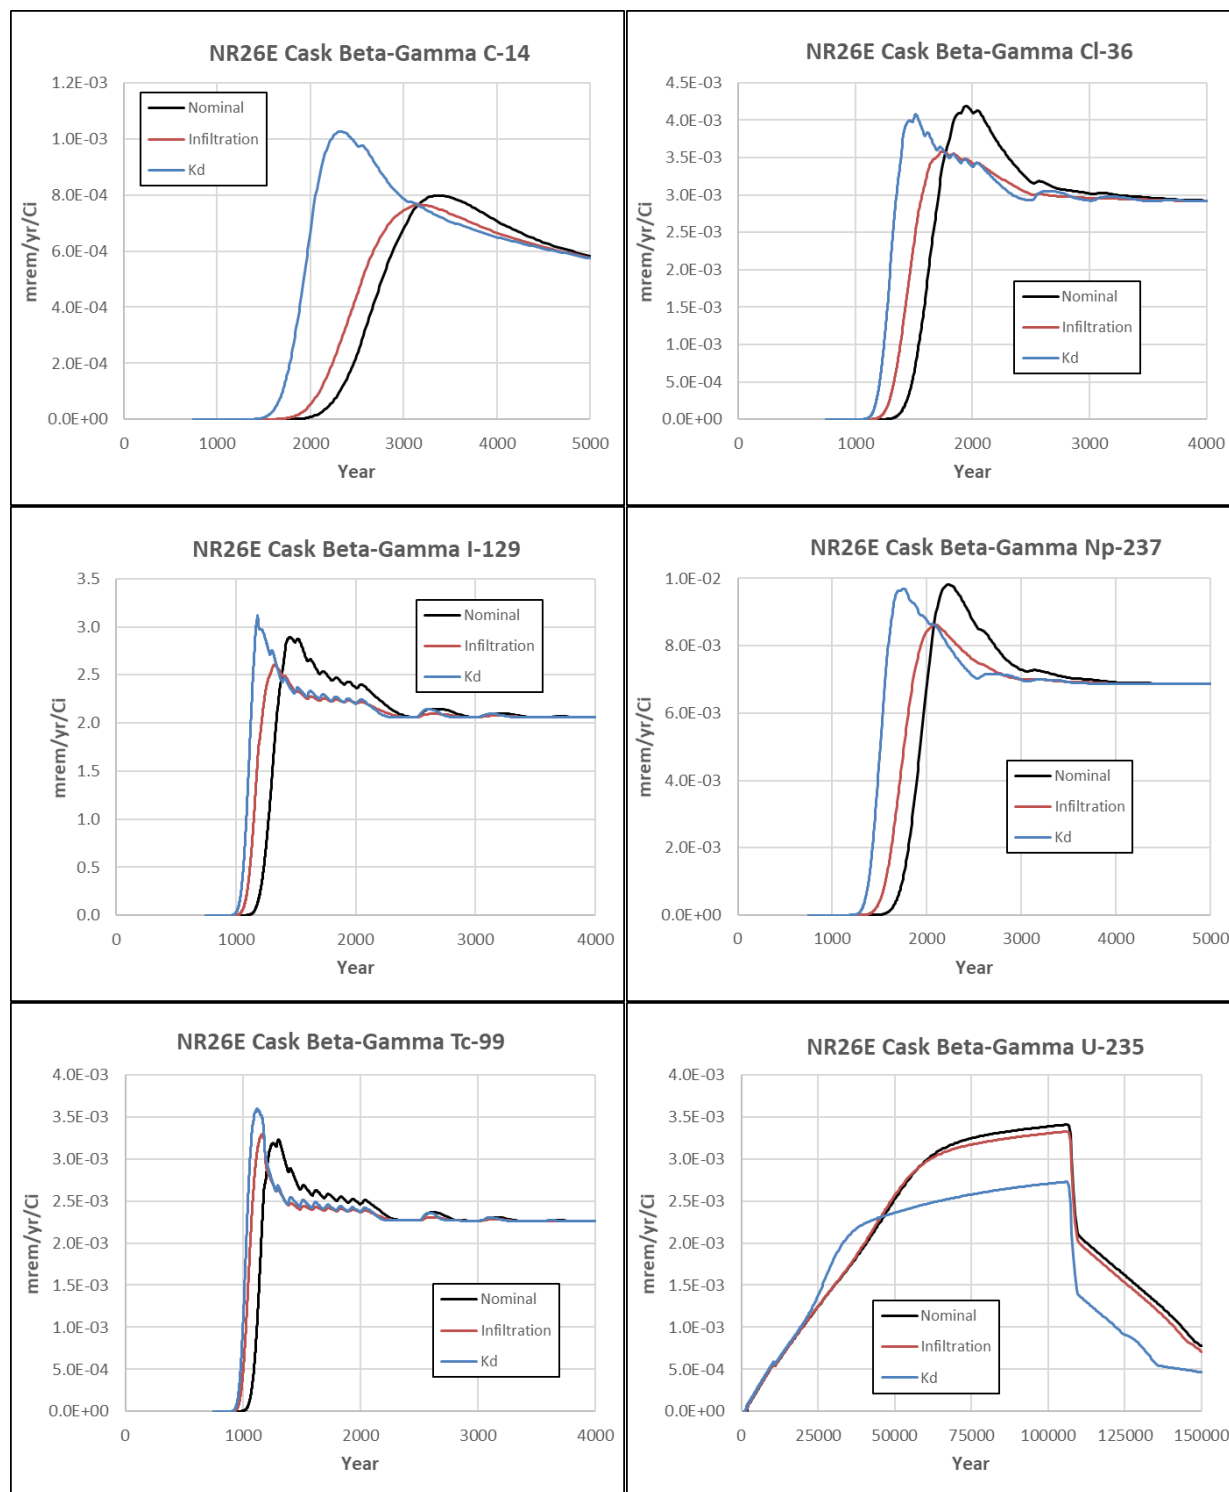 NR26E Cask Beta-Gamma C-14
1.2E-03
1.0E-03
8.0E-04
6.0E-04
4.0E-04
2.0E-04
0.0E+00
mrem/yr/Ci
Nominal
Infiltration
Kd
0 1000 2000 3000 4000 5000
Year
NR26E Cask Beta-Gamma Cl-36
4.5E-03
4.0E-03
3.5E-03
3.0E-03
2.5E-03
2.0E-03
1.5E-03
1.0E-03
5.0E-04
0.0E+00
mrem/yr/Ci
Nominal
Infiltration
Kd
0 1000 2000 3000 4000
Year
NR26E Cask Beta-Gamma I-129
3.5
3.0
2.5
2.0
1.5
1.0
0.5
0.0
mrem/yr/Ci
Nominal
Infiltration
Kd
0 1000 2000 3000 4000
Year
NR26E Cask Beta-Gamma Np-237
1.0E-02
8.0E-03
6.0E-03
4.0E-03
2.0E-03
0.0E+00
mrem/yr/Ci
Nominal
Infiltration
Kd
0 1000 2000 3000 4000 5000
Year
NR26E Cask Beta-Gamma Tc-99
4.0E-03
3.5E-03
3.0E-03
2.5E-03
2.0E-03
1.5E-03
1.0E-03
5.0E-04
0.0E+00
mrem/yr/Ci
Nominal
Infiltration
Kd
0 1000 2000 3000 4000
Year
NR26E Cask Beta-Gamma U-235
4.0E-03
3.5E-03
3.0E-03
2.5E-03
2.0E-03
1.5E-03
1.0E-03
5.0E-04
0.0E+00
mrem/yr/Ci
Nominal
Infiltration
Kd
0 25000 50000 75000 100000 125000 150000
Year